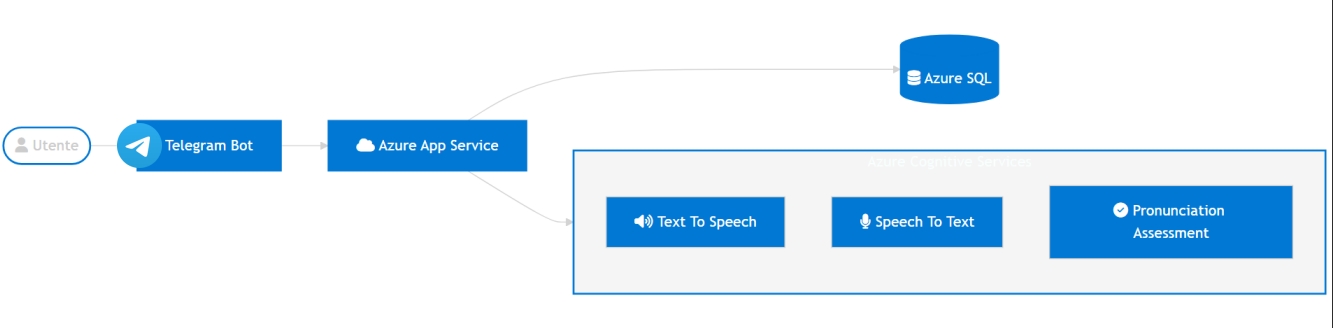 Utente
Telegram Bot
Azure App Service
Azure SQL
Azure Cognitive Services
Text To Speech
Speech To Text
Pronunciation
Assessment